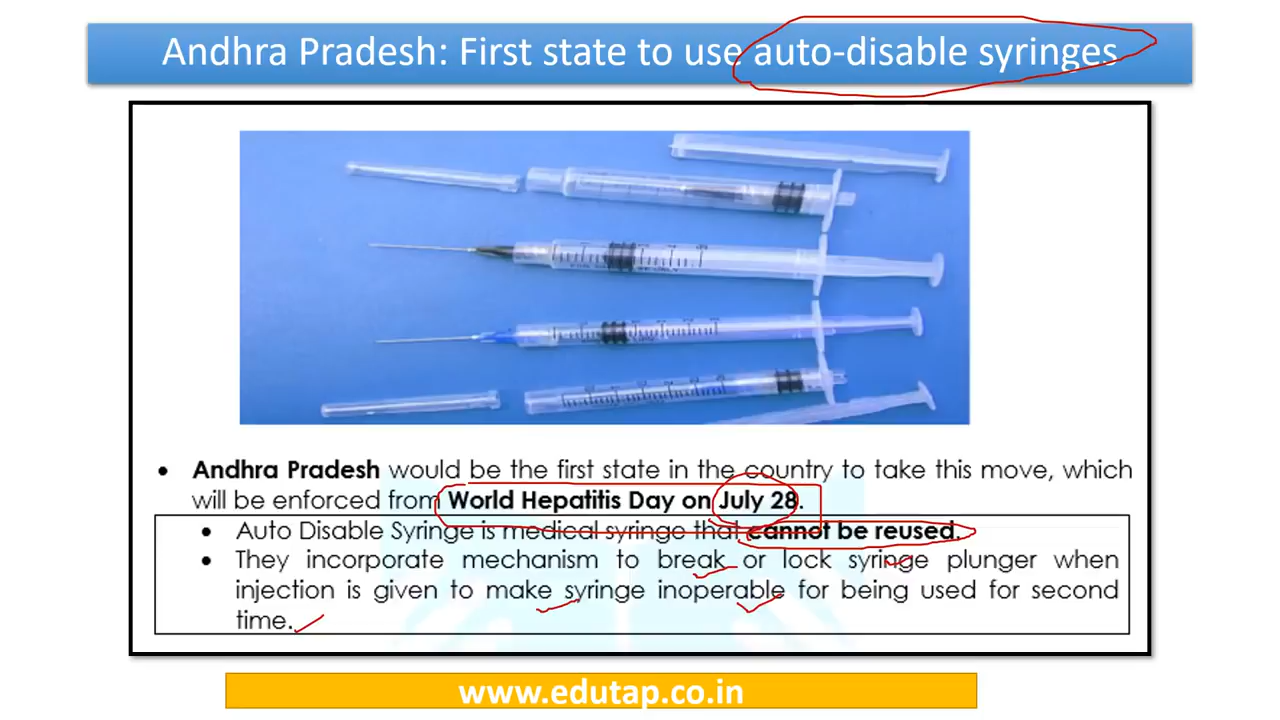 Andhra Pradesh: First state to use auto-disable syringes
• Andhra Pradesh would be the first state in the country to take this move, which
will be enforced from World Hepatitis Day on July 28.
• Auto Disable Syringe is medical syringe that cannot be reused.
• They incorporate mechanism to break or lock syringe plunger when
injection is given to make syringe inoperable for being used for second
time.
www.edutap.co.in